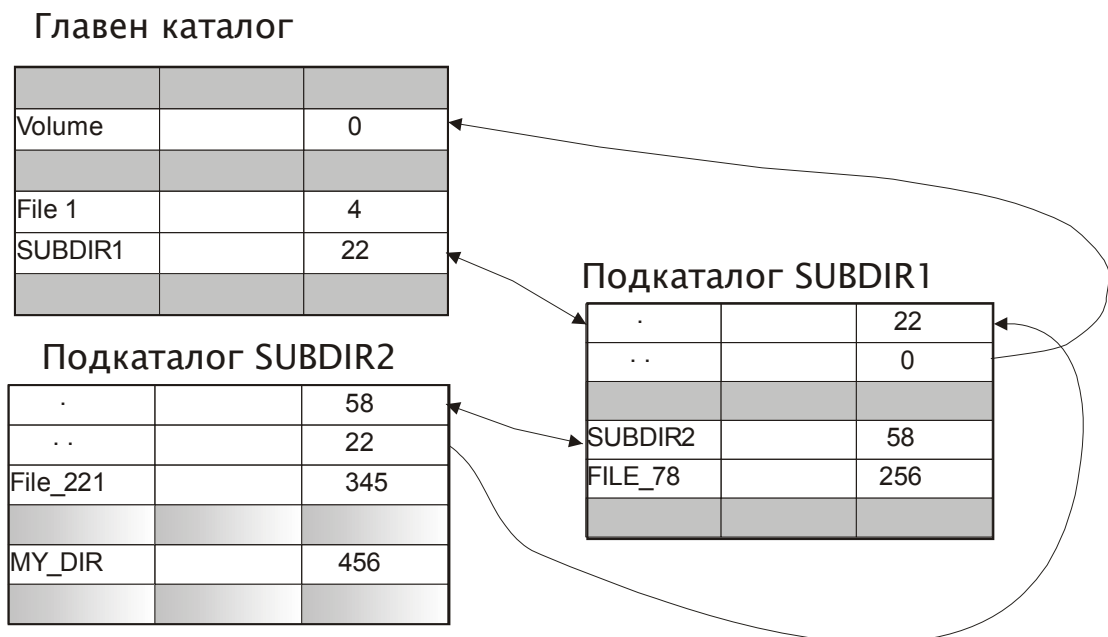 Главен каталог
Volume 0
File 1 4
SUBDIR1 22
Подкаталог SUBDIR1
. 22
. . 0
SUBDIR2 58
FILE_78 256
Подкаталог SUBDIR2
. 58
. . 22
File_221 345
MY_DIR 456